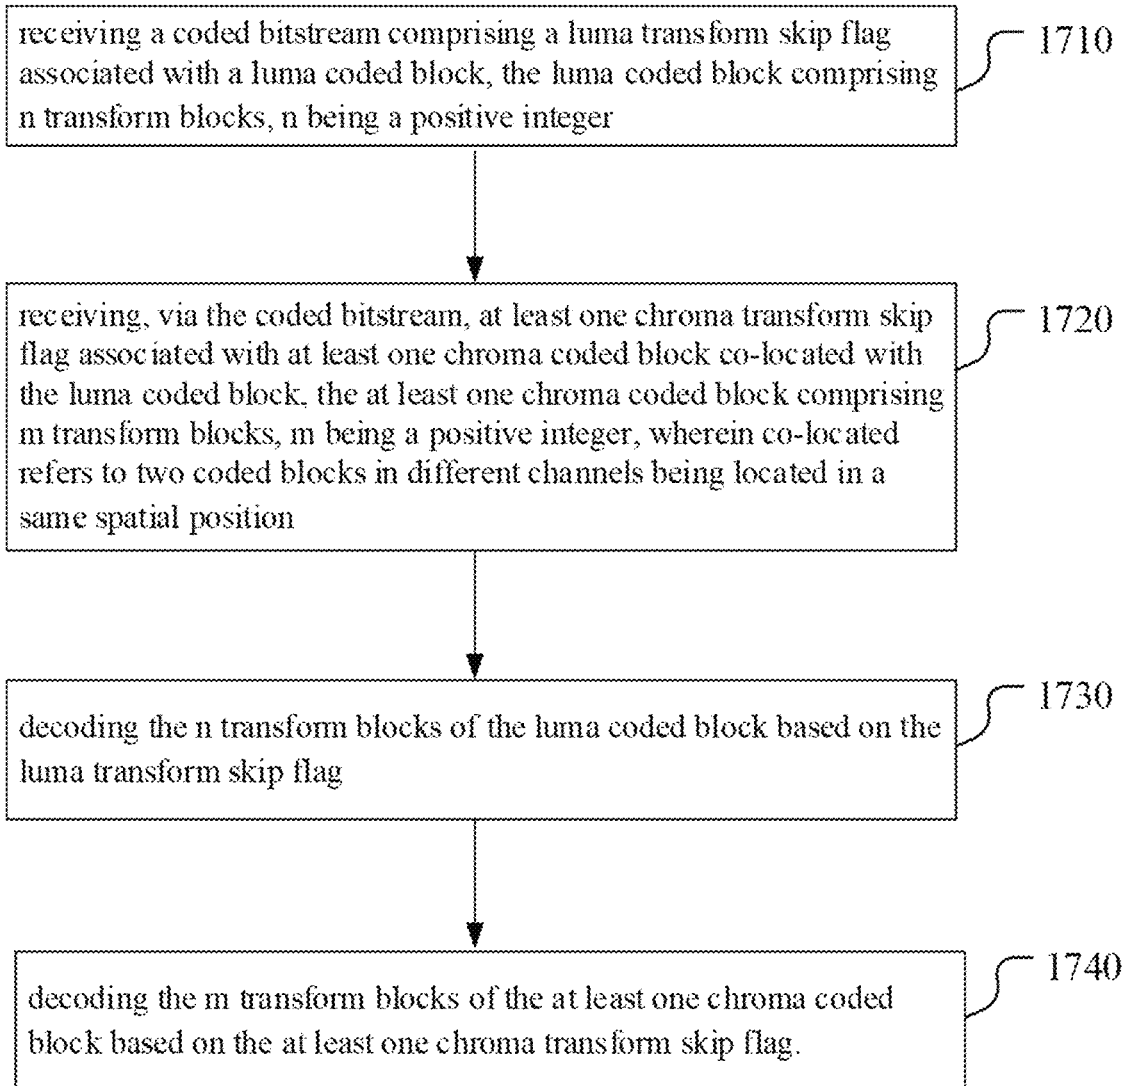 receiving a coded bitstream comprising a luma transform skip flag
associated with a luma coded block, the luma coded block comprising
n transform blocks, n being a positive integer
1710
receiving, via the coded bitstream, at least one chroma transform skip
flag associated with at least one chroma coded block co-located with
the luma coded block, the at least one chroma coded block comprising
m transform blocks, m being a positive integer, wherein co-located
refers to two coded blocks in different channels being located in a
same spatial position
1720
decoding the n transform blocks of the luma coded block based on the
luma transform skip flag
1730
decoding the m transform blocks of the at least one chroma coded
block based on the at least one chroma transform skip flag.
1740